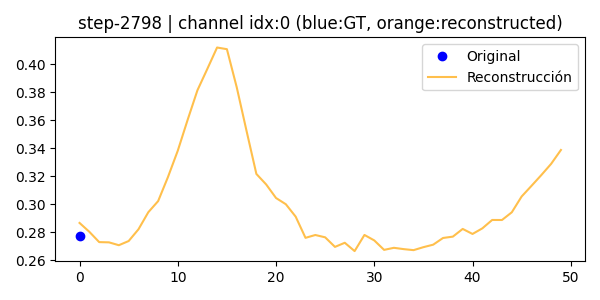 step-2798 | channel idx:0 (blue:GT, orange:reconstructed)
Original
Reconstrucción
0.40
0.38
0.36
0.34
0.32
0.30
0.28
0.26
0 10 20 30 40 50